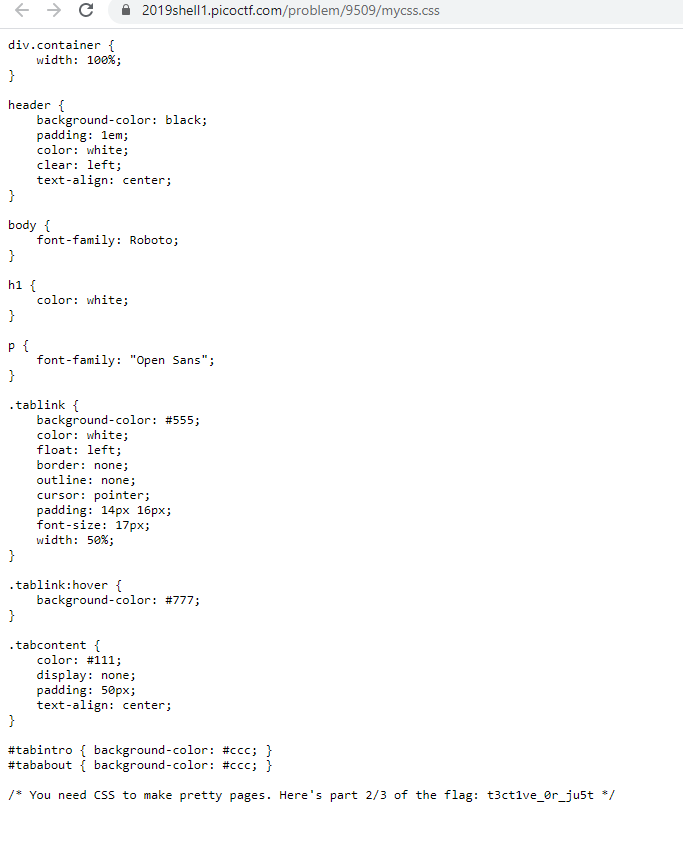 2019shell1.picoctf.com/problem/9509/mycss.css
div.container {
    width: 100%;
}
header {
    background-color: black;
    padding: 1em;
    color: white;
    clear: left;
    text-align: center;
}
body {
    font-family: Roboto;
}
h1 {
    color: white;
}
p {
    font-family: "Open Sans";
}
.tablink {
    background-color: #555;
    color: white;
    float: left;
    border: none;
    outline: none;
    cursor: pointer;
    padding: 14px 16px;
    font-size: 17px;
    width: 50%;
}
.tablink:hover {
    background-color: #777;
}
.tabcontent {
    color: #111;
    display: none;
    padding: 50px;
    text-align: center;
}
#tabintro { background-color: #ccc; }
#tababout { background-color: #ccc; }
/* You need CSS to make pretty pages. Here's part 2/3 of the flag: t3ct1ve_0r_ju5t */